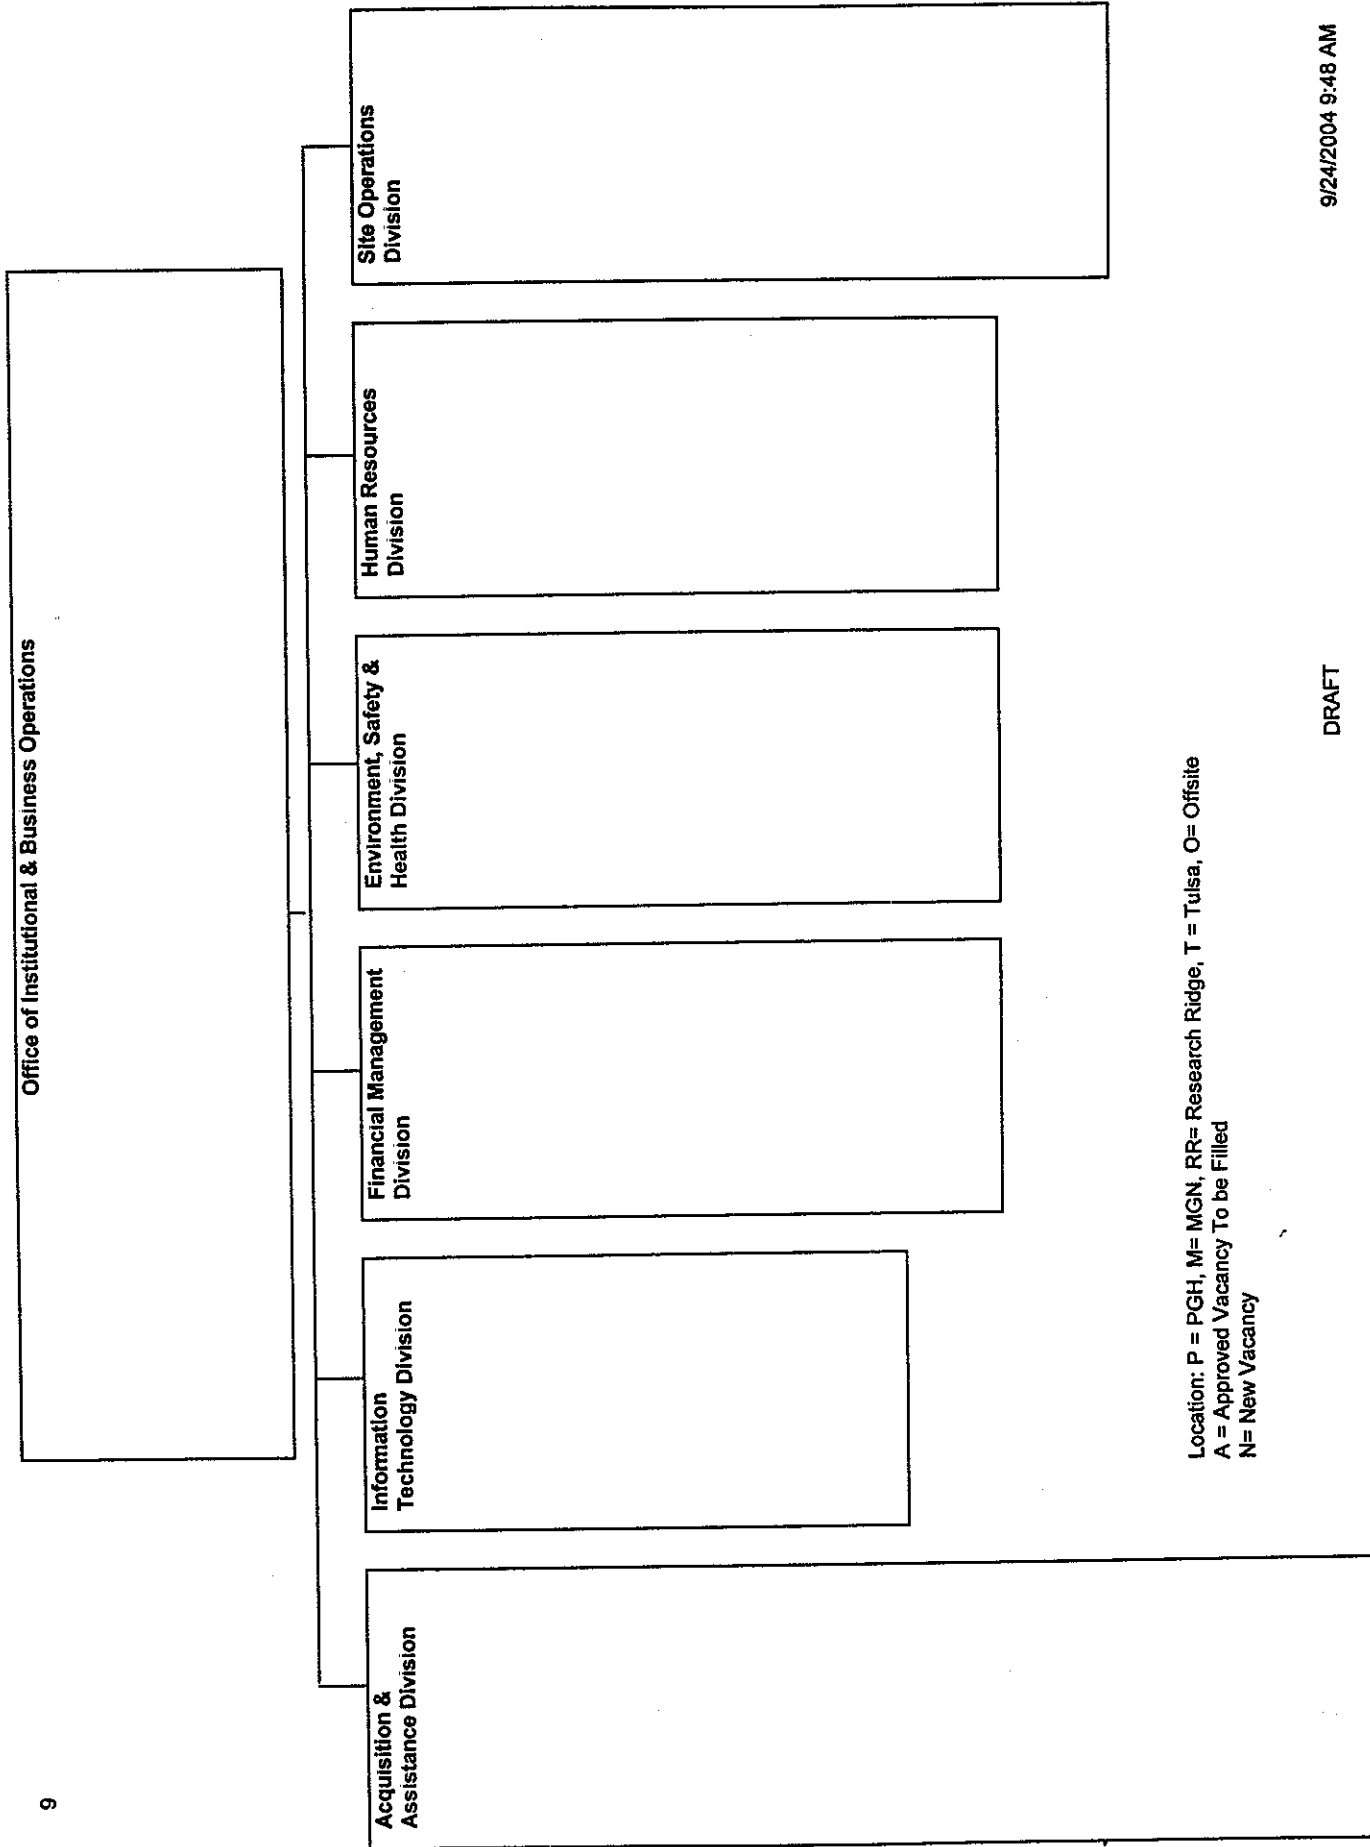 9
Office of Institutional & Business Operations
Acquisition &
Assistance Division
Information
Technology Division
Financial Management
Division
Environment, Safety &
Health Division
Human Resources
Division
Site Operations
Division
Location: P = PGH, M= MGN, RR= Research Ridge, T = Tulsa, O= Offsite
A = Approved Vacancy To be Filled
N= New Vacancy
DRAFT
9/24/2004 9:48 AM